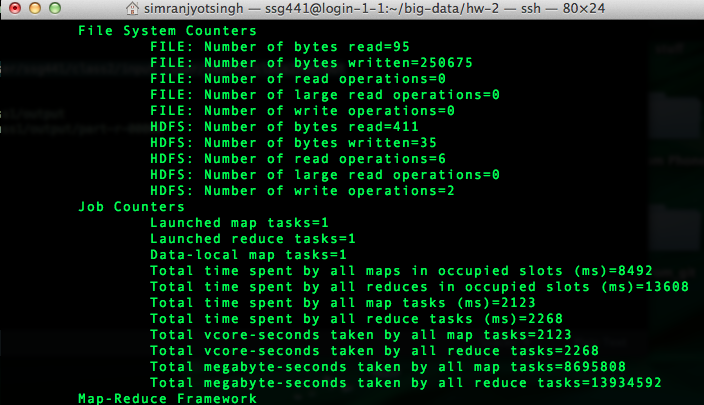 simranjyotsingh — ssg441@login-1-1:~/big-data/hw-2 — ssh — 80×24
File System Counters
FILE: Number of bytes read=95
FILE: Number of bytes written=250675
FILE: Number of read operations=0
FILE: Number of large read operations=0
FILE: Number of write operations=0
HDFS: Number of bytes read=411
HDFS: Number of bytes written=35
HDFS: Number of read operations=6
HDFS: Number of large read operations=0
HDFS: Number of write operations=2
Job Counters
Launched map tasks=1
Launched reduce tasks=1
Data-local map tasks=1
Total time spent by all maps in occupied slots (ms)=8492
Total time spent by all reduces in occupied slots (ms)=13608
Total time spent by all map tasks (ms)=2123
Total time spent by all reduce tasks (ms)=2268
Total vcore-seconds taken by all map tasks=2123
Total vcore-seconds taken by all reduce tasks=2268
Total megabyte-seconds taken by all map tasks=8695808
Total megabyte-seconds taken by all reduce tasks=13934592
Map-Reduce Framework